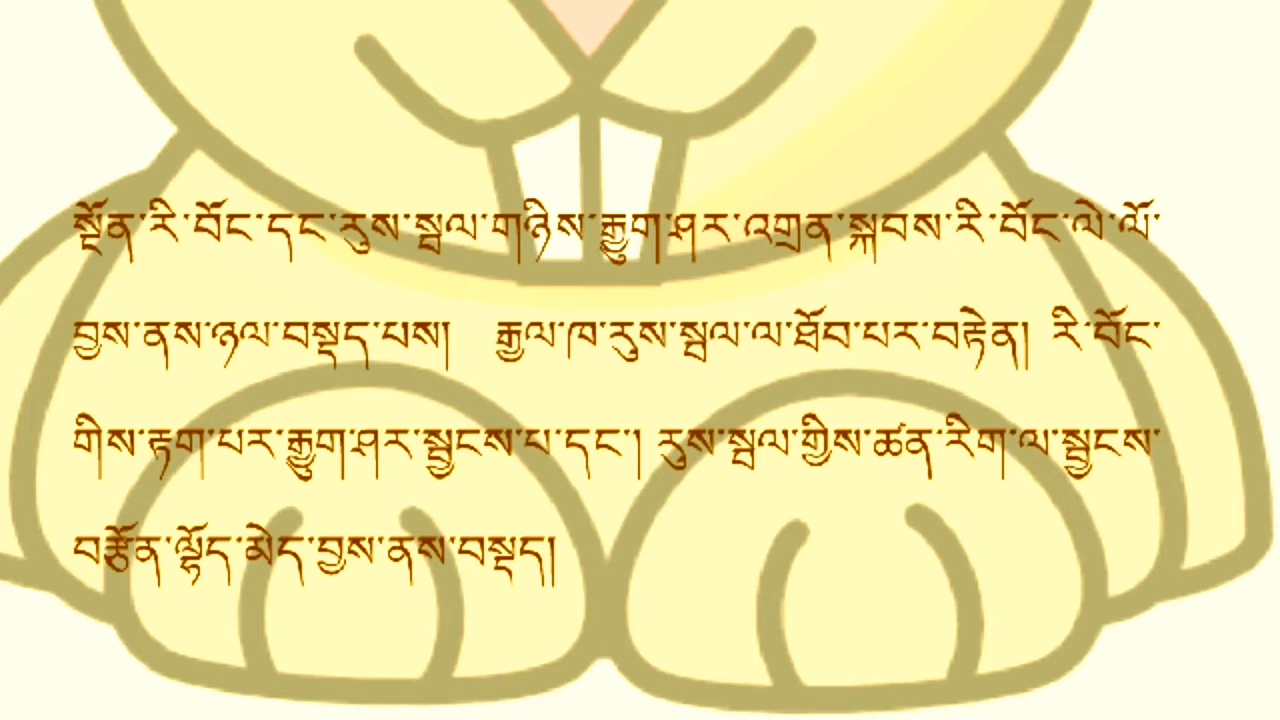 སྔོན་རི་བོང་དང་རུས་སྦལ་གཉིས་རྒྱུག་ཤར་འགྲན་སྐབས་རི་བོང་ལེ་ལོ་
བྱས་ནས་ཉལ་བསྡད་པས།  རྒྱལ་ཁ་རུས་སྦལ་ལ་ཐོབ་པར་བརྟེན། རི་བོང་
གིས་རྟག་པར་རྒྱུག་ཤར་སྦྱངས་པ་དང་། རུས་སྦལ་གྱིས་ཚན་རིག་ལ་སྦྱངས་
བརྩོན་ལྷོད་མེད་བྱས་ནས་བསྡད།